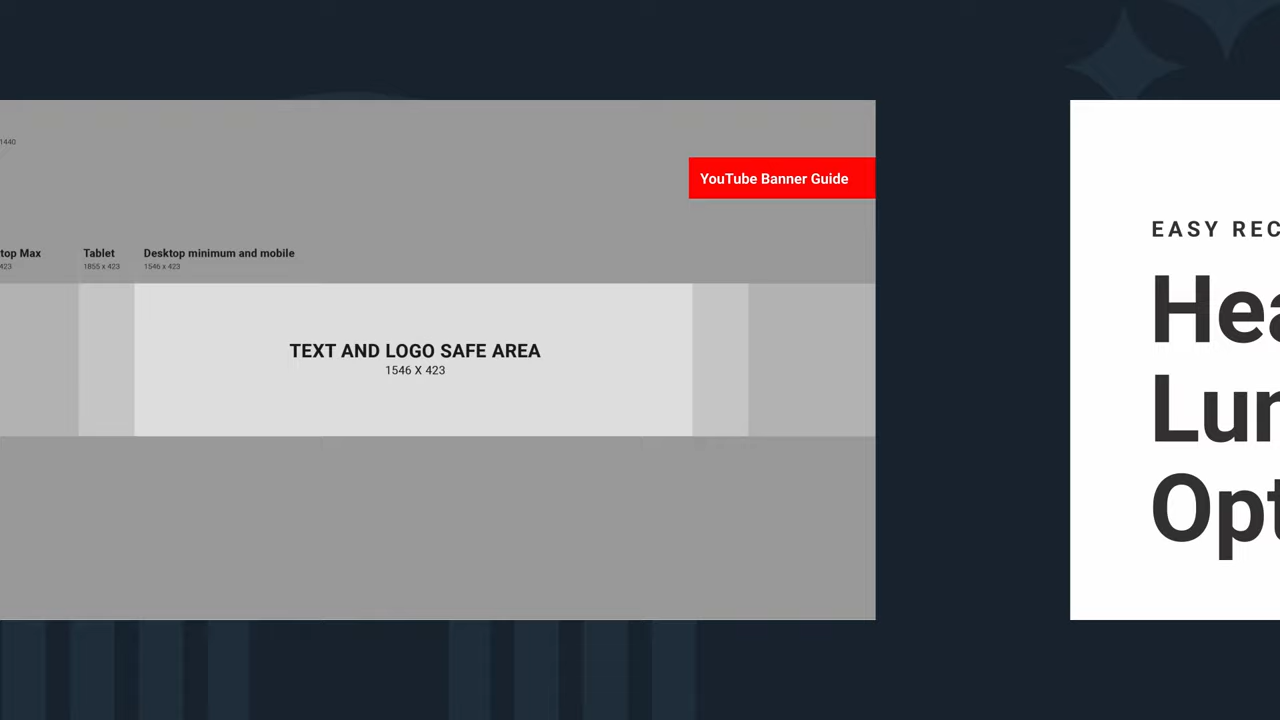 1440
YouTube Banner Guide
top Max
423
Tablet
1855 x 423
Desktop minimum and mobile
1546 x 423
TEXT AND LOGO SAFE AREA
1546 X 423
EASY REC
Hea
Lun
Opt